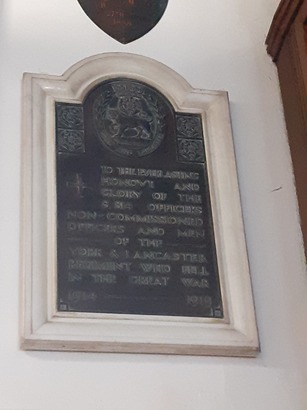 TO THE EVERLASTING
MEMORY AND
GLORY OF THE
OFFICERS
NON-COMMISSIONED
OFFICERS AND MEN
OF THE
YORK & LANCASTER
REGIMENT WHO FELL
IN THE GREAT WAR
1914 1919